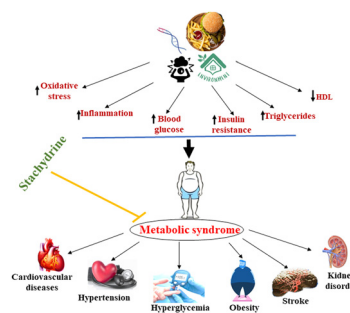 ENVIRONMENT
Oxidative
stress
HDL
Inflammation
Blood
glucose
Insulin
resistance
Triglycerides
Stachydrine
Metabolic syndrome
Cardiovascular
diseases
Hypertension
Hyperglycemia
Obesity
Stroke
Kidne
disord